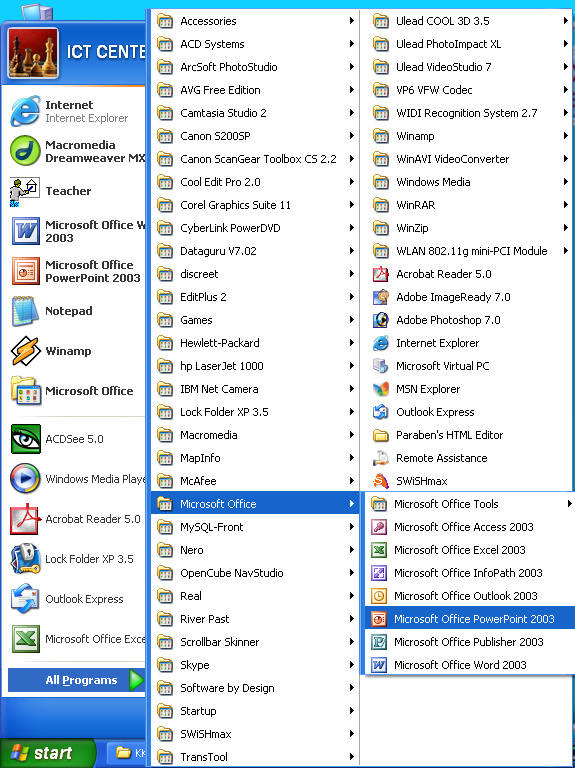 ICT CENTE
Internet
Internet Explorer
Macromedia
Dreamweaver MX
Teacher
Microsoft Office W
2003
Microsoft Office
PowerPoint 2003
Notepad
Winamp
Microsoft Office
ACDSee 5.0
Windows Media Playe
Acrobat Reader 5.0
Lock Folder XP 3.5
Outlook Express
Microsoft Office Exce
All Programs
start
KK
Accessories
ACD Systems
ArcSoft PhotoStudio
AVG Free Edition
Camtasia Studio 2
Canon S200SP
Canon ScanGear Toolbox CS 2.2
Cool Edit Pro 2.0
Corel Graphics Suite 11
CyberLink PowerDVD
Dataguru V7.02
discreet
EditPlus 2
Games
Hewlett-Packard
hp LaserJet 1000
IBM Net Camera
Lock Folder XP 3.5
Macromedia
MapInfo
McAfee
Microsoft Office
MySQL-Front
Nero
OpenCube NavStudio
Real
River Past
Scrollbar Skinner
Skype
Software by Design
Startup
SWiSHmax
TransTool
Ulead COOL 3D 3.5
Ulead PhotoImpact XL
Ulead VideoStudio 7
VP6 VFW Codec
WIDI Recognition System 2.7
Winamp
WinAVI VideoConverter
Windows Media
WinRAR
WinZip
WLAN 802.11g mini-PCI Module
Acrobat Reader 5.0
Adobe ImageReady 7.0
Adobe Photoshop 7.0
Internet Explorer
Microsoft Virtual PC
MSN Explorer
Outlook Express
Paraben's HTML Editor
Remote Assistance
SWiSHmax
Microsoft Office Tools
Microsoft Office Access 2003
Microsoft Office Excel 2003
Microsoft Office InfoPath 2003
Microsoft Office Outlook 2003
Microsoft Office PowerPoint 2003
Microsoft Office Publisher 2003
Microsoft Office Word 2003